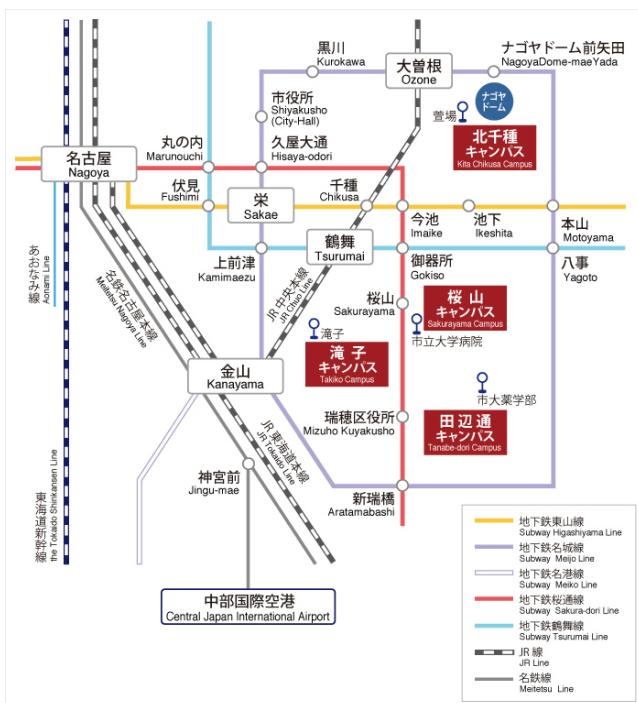 黒川
Kurokawa
大曽根
Ozone
ナゴヤドーム前矢田
NagoyaDome-maeYada
市役所
Shiyakusho
(City-Hall)
萱場
ナゴヤ
ドーム
北千種
キャンパス
Kita Chikusa Campus
名古屋
Nagoya
丸の内
Marunouchi
久屋大通
Hisaya-odori
伏見
Fushimi
栄
Sakae
千種
Chikusa
今池
Imaike
池下
Ikeshita
本山
Motoyama
上前津
Kamimaezu
鶴舞
Tsurumai
御器所
Gokiso
八事
Yagoto
あおなみ線
Aonami Line
名鉄名古屋本線
Meitetsu Nagoya Line
JR中央本線
JR Chuo Line
桜山
Sakurayama
桜山
キャンパス
Sakurayama Campus
市立大学病院
滝子
滝子
キャンパス
Takiko Campus
金山
Kanayama
市大薬学部
田辺通
キャンパス
Tanabe-dori Campus
瑞穂区役所
Mizuho Kuyakusho
JR東海道本線
JR Tokaido Line
神宮前
Jingu-mae
新瑞橋
Aratamabashi
東海道新幹線
the Tokaido Shinkansen Line
中部国際空港
Central Japan International Airport
地下鉄東山線
Subway Higashiyama Line
地下鉄名城線
Subway Meijo Line
地下鉄名港線
Subway Meiko Line
地下鉄桜通線
Subway Sakura-dori Line
地下鉄鶴舞線
Subway Tsurumai Line
JR線
JR Line
名鉄線
Meitetsu Line